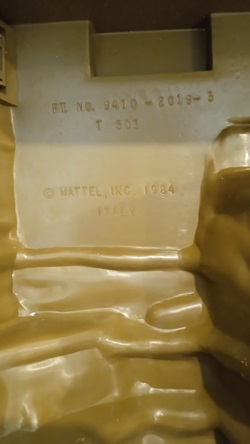 PT. NO. 9410-2019-3
T 503
© MATTEL, INC. 1984
ITALY